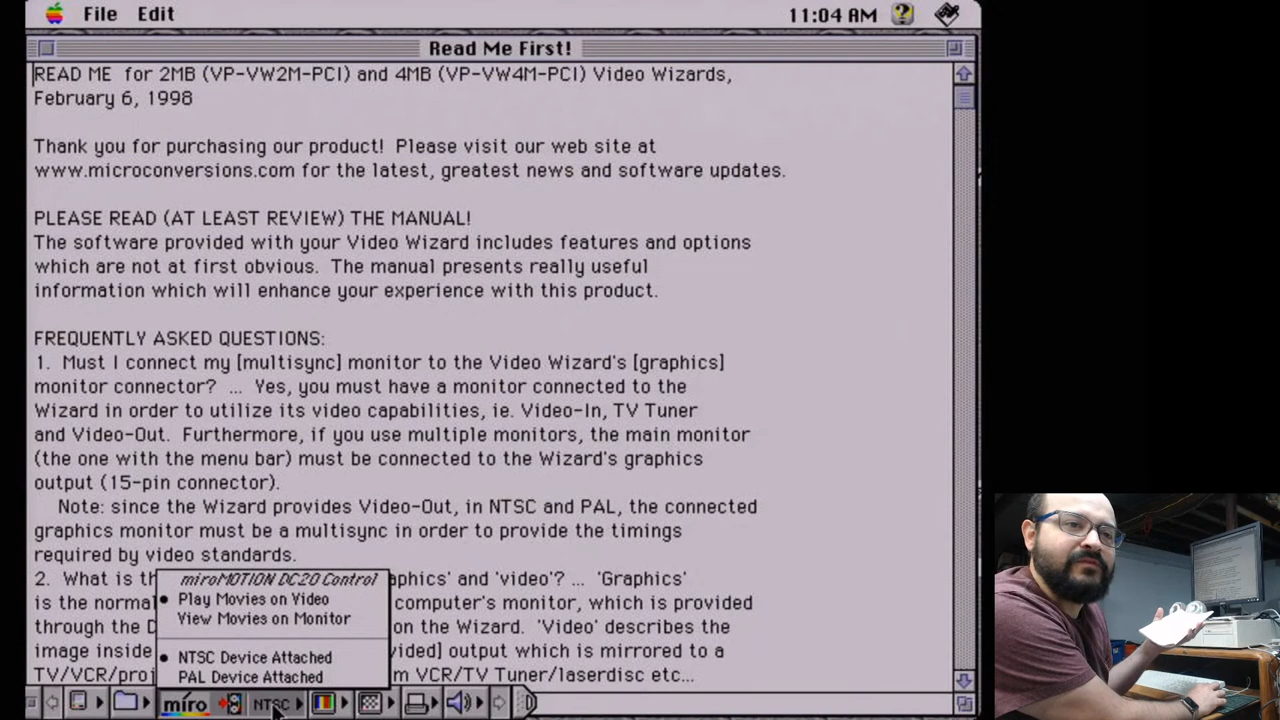 File Edit 11:04 AM
Read Me First!
READ ME for 2MB (VP-VW2M-PCI) and 4MB (VP-VW4M-PCI) Video Wizards,
February 6, 1998
Thank you for purchasing our product! Please visit our web site at
www.microconversions.com for the latest, greatest news and software updates.
PLEASE READ (AT LEAST REVIEW) THE MANUAL!
The software provided with your Video Wizard includes features and options
which are not at first obvious. The manual presents really useful
information which will enhance your experience with this product.
FREQUENTLY ASKED QUESTIONS:
1. Must I connect my [multisync] monitor to the Video Wizard's [graphics]
monitor connector? ... Yes, you must have a monitor connected to the
Wizard in order to utilize its video capabilities, ie. Video-In, TV Tuner
and Video-Out. Furthermore, if you use multiple monitors, the main monitor
(the one with the menu bar) must be connected to the Wizard's graphics
output (15-pin connector).
Note: since the Wizard provides Video-Out, in NTSC and PAL, the connected
graphics monitor must be a multisync in order to provide the timings
required by video standards.
2. What is th aphics' and 'video'? ... 'Graphics'
is the norma computer's monitor, which is provided
through the D on the Wizard. 'Video' describes the
image inside vided] output which is mirrored to a
TV/VCR/proj m VCR/TV Tuner/laserdisc etc...
miroMOTION DC20 Control
Play Movies on Video
View Movies on Monitor
NTSC Device Attached
PAL Device Attached
miro NTSC